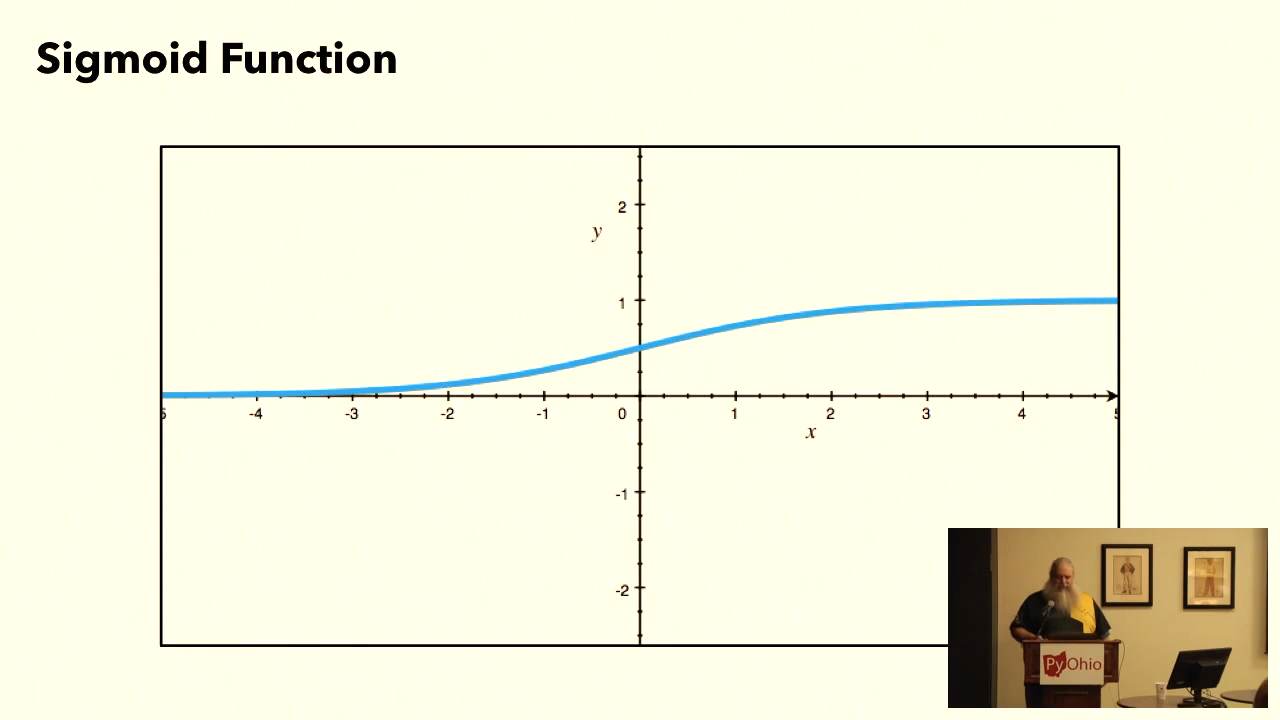 Sigmoid Function
2
y
1
-4 -3 -2 -1 0 1 2 3 4
x
-1
-2
PyOhio